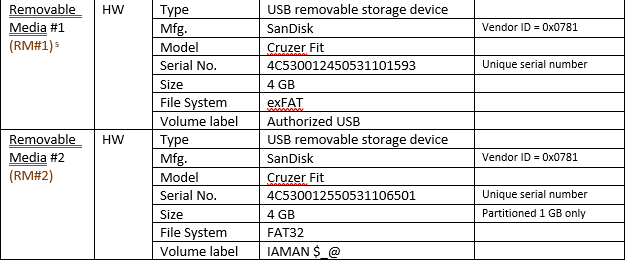 Removable HW Type USB removable storage device
Media #1 Mfg. SanDisk Vendor ID = 0x0781
(RM#1) 5 Model Cruzer Fit
Serial No. 4C530012450531101593 Unique serial number
Size 4 GB
File System exFAT
Volume label Authorized USB
Removable HW Type USB removable storage device
Media #2 Mfg. SanDisk Vendor ID = 0x0781
(RM#2) Model Cruzer Fit
Serial No. 4C530012550531106501 Unique serial number
Size 4 GB Partitioned 1 GB only
File System FAT32
Volume label IAMAN $_@